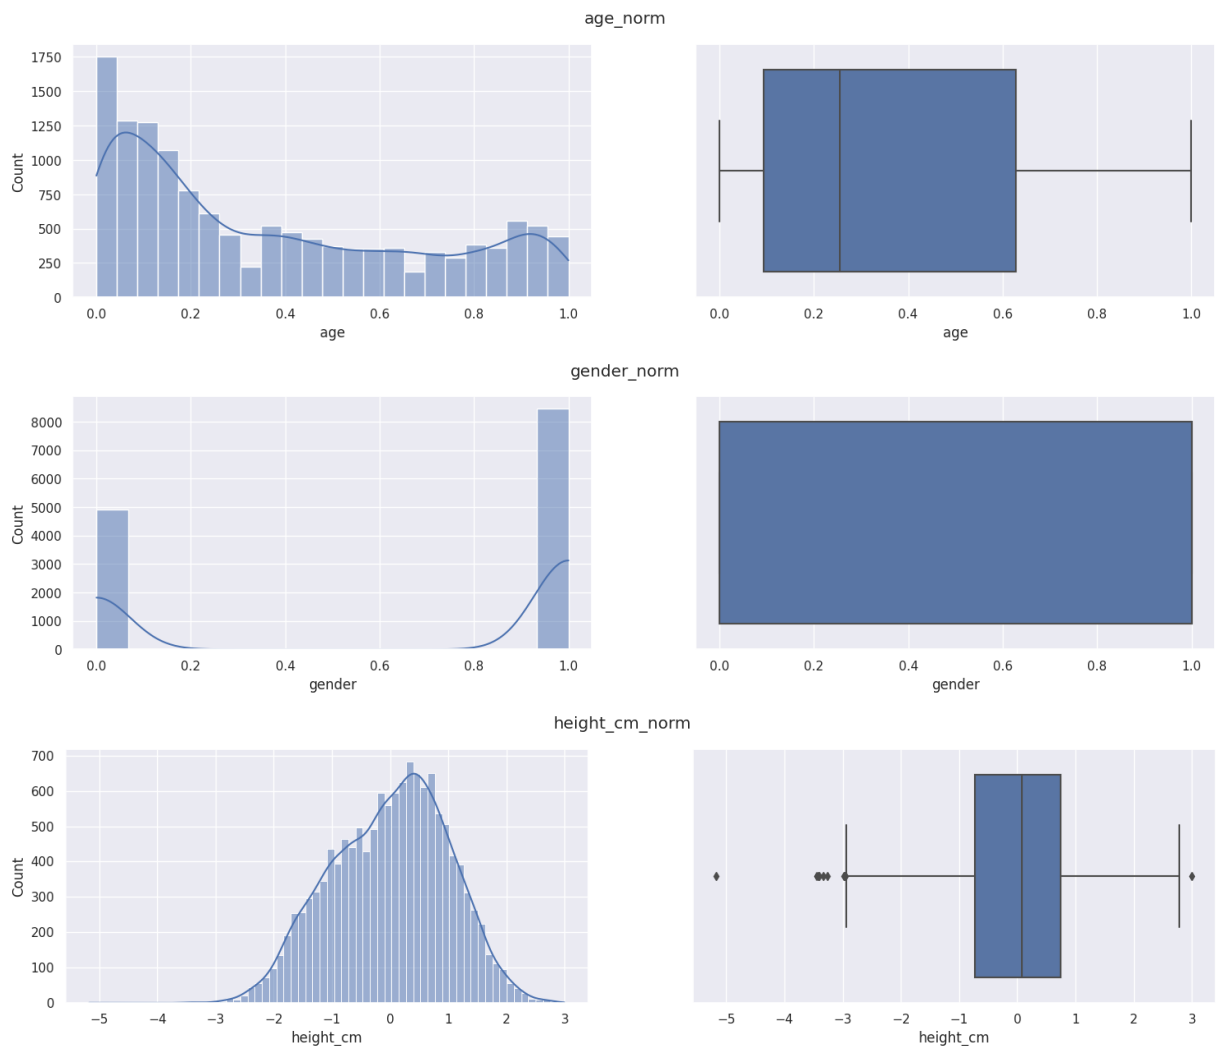 age_norm
1750
1500
1250
1000
750
500
250
0
Count
0.0 0.2 0.4 0.6 0.8 1.0
age
0.0 0.2 0.4 0.6 0.8 1.0
age
gender_norm
8000
7000
6000
5000
4000
3000
2000
1000
0
Count
0.0 0.2 0.4 0.6 0.8 1.0
gender
0.0 0.2 0.4 0.6 0.8 1.0
gender
height_cm_norm
700
600
500
400
300
200
100
0
Count
−5 −4 −3 −2 −1 0 1 2 3
height_cm
−5 −4 −3 −2 −1 0 1 2 3
height_cm